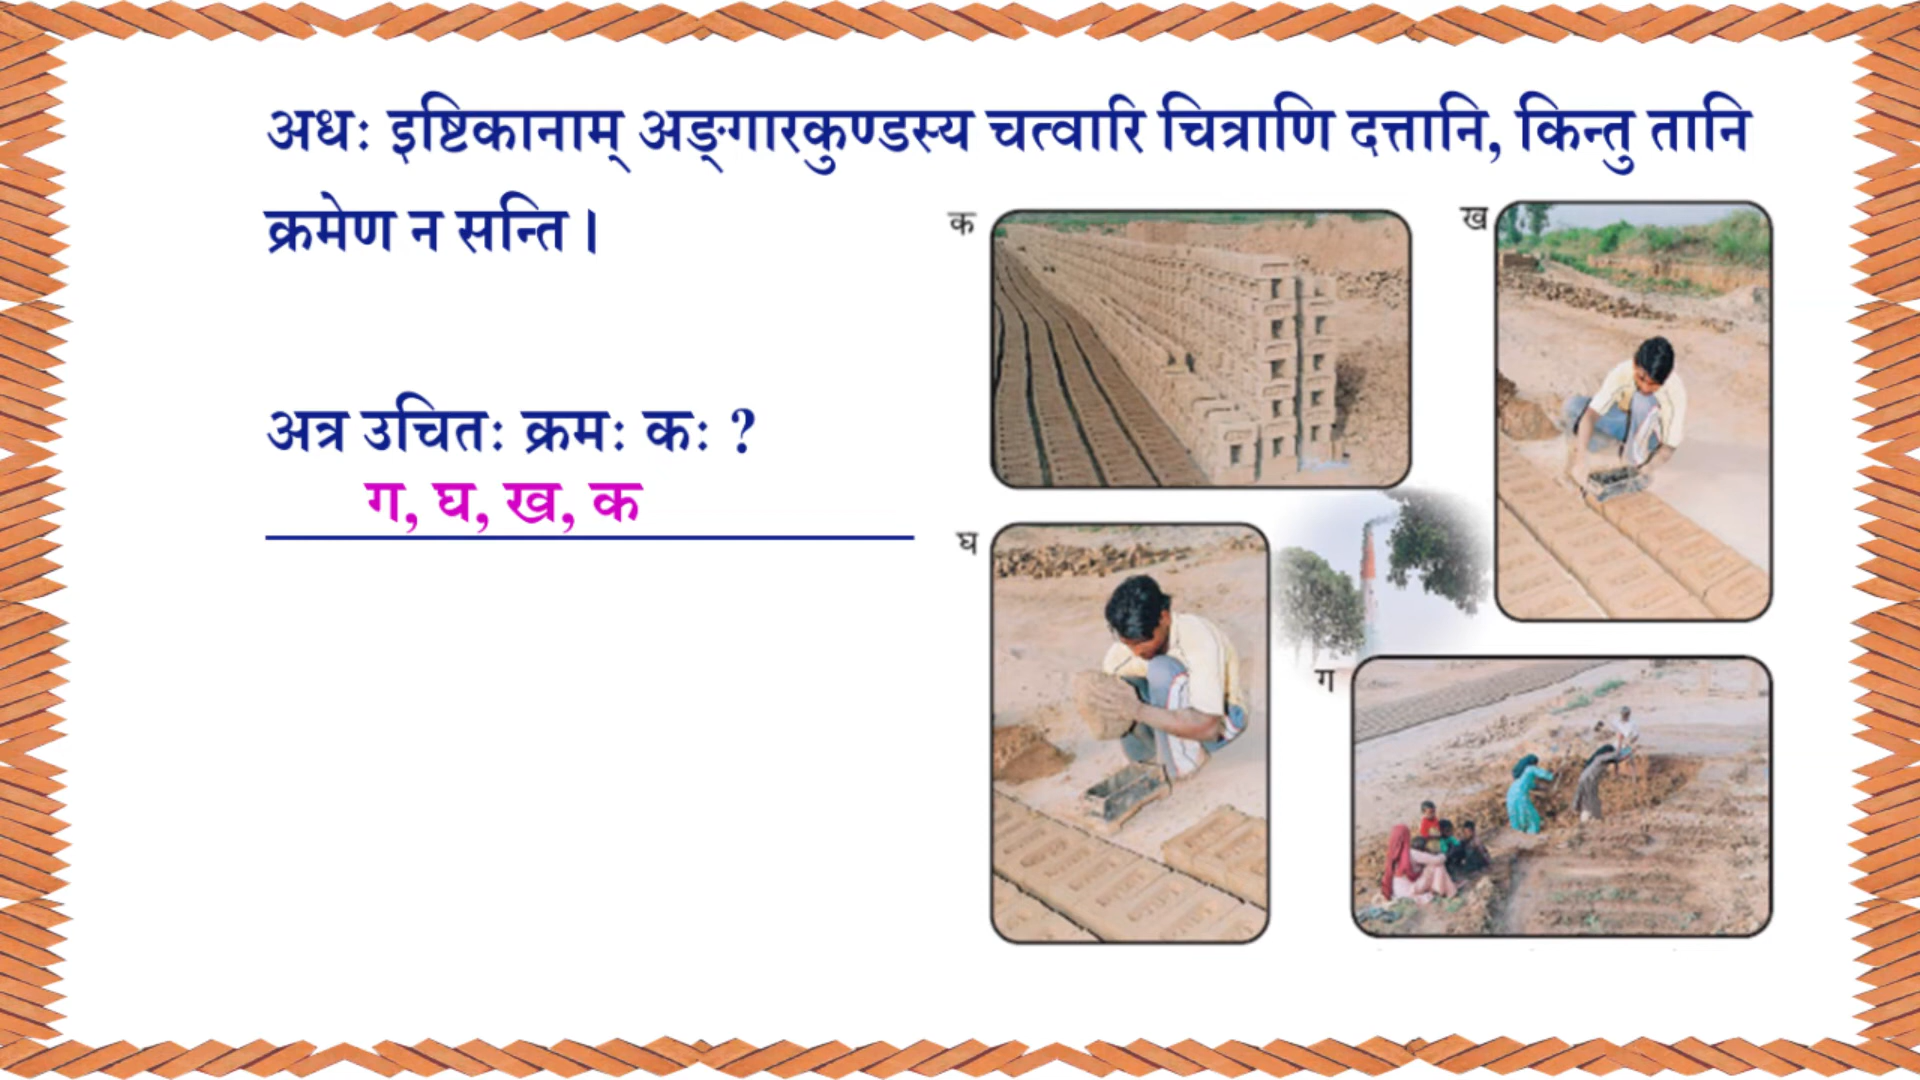 अधः इष्टिकानाम् अङ्गारकुण्डस्य चत्वारि चित्राणि दत्तानि, किन्तु तानि
क्रमेण न सन्ति।
क
ख
अत्र उचितः क्रमः कः ?
ग, घ, ख, क
घ
ग